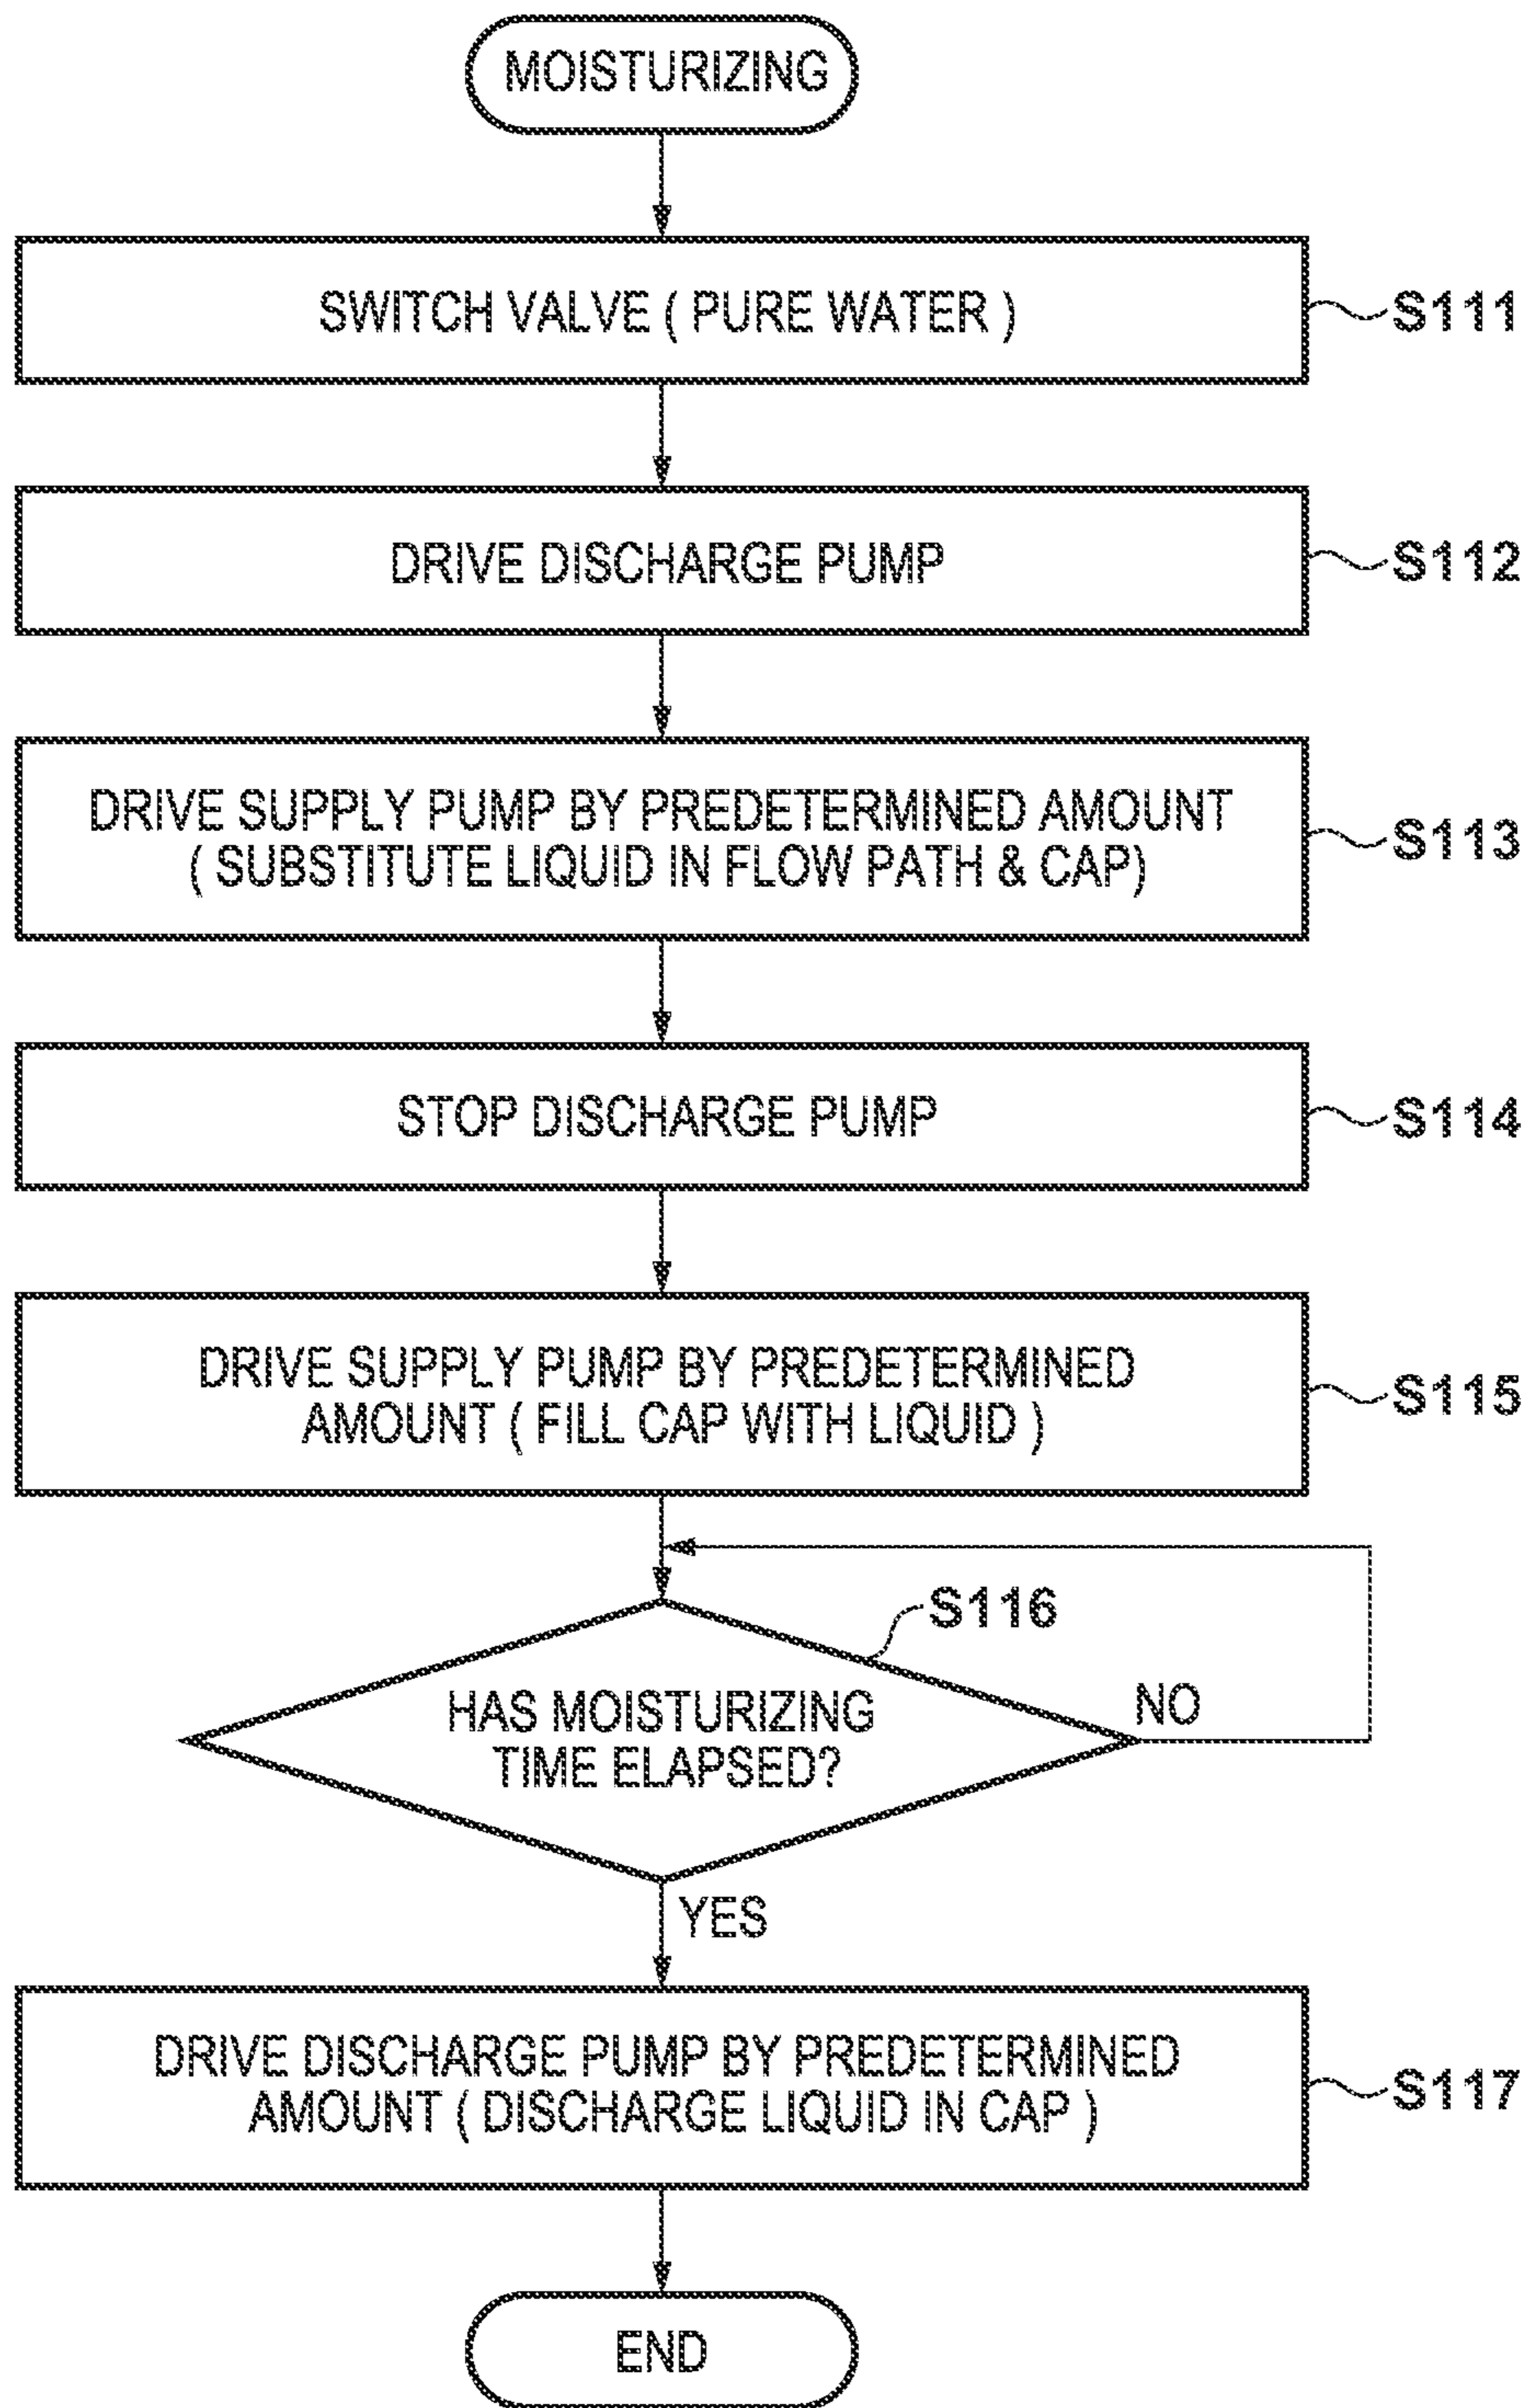 MOISTURIZING
SWITCH VALVE ( PURE WATER )
S111
DRIVE DISCHARGE PUMP
S112
DRIVE SUPPLY PUMP BY PREDETERMINED AMOUNT
( SUBSTITUTE LIQUID IN FLOW PATH & CAP)
S113
STOP DISCHARGE PUMP
S114
DRIVE SUPPLY PUMP BY PREDETERMINED
AMOUNT ( FILL CAP WITH LIQUID )
S115
S116
HAS MOISTURIZING
TIME ELAPSED?
NO
YES
DRIVE DISCHARGE PUMP BY PREDETERMINED
AMOUNT ( DISCHARGE LIQUID IN CAP )
S117
END